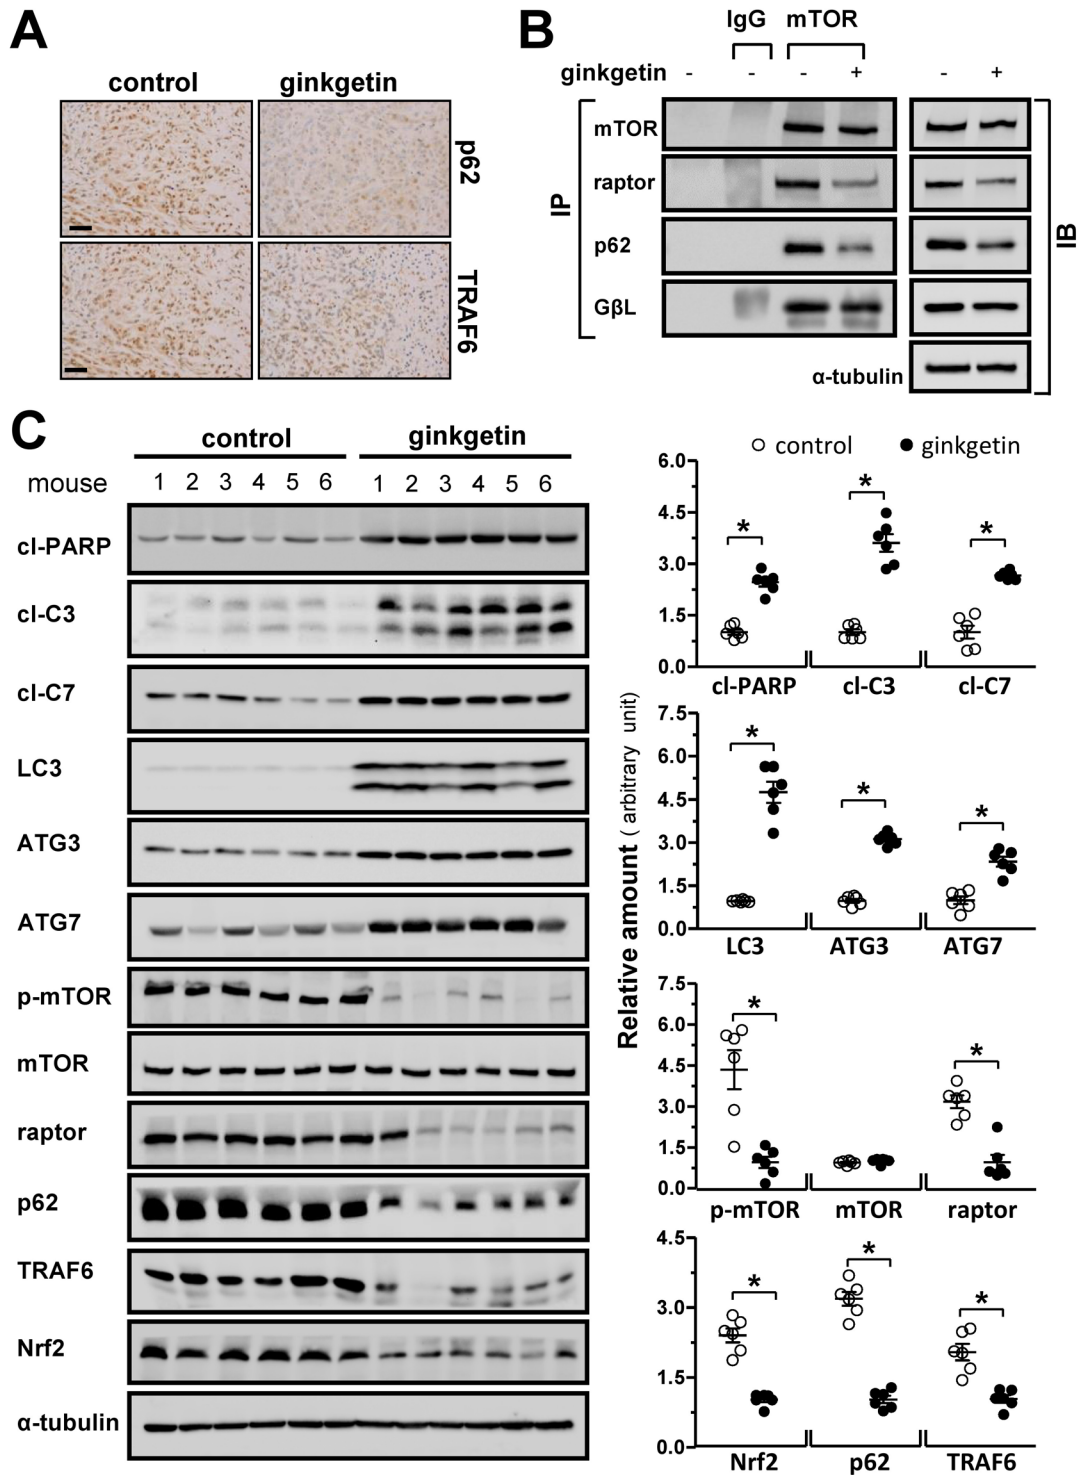 A
control ginkgetin
p62
TRAF6
B
IgG mTOR
ginkgetin - - - + - +
IP
mTOR
raptor
p62
GβL
α-tubulin
IB
C
control ginkgetin
mouse 1 2 3 4 5 6 1 2 3 4 5 6
cl-PARP
cl-C3
cl-C7
LC3
ATG3
ATG7
p-mTOR
mTOR
raptor
p62
TRAF6
Nrf2
α-tubulin
control ginkgetin
Relative amount ( arbitrary unit)
6.0
4.5
3.0
1.5
0.0
* * *
cl-PARP cl-C3 cl-C7
7.5
6.0
4.5
3.0
1.5
0.0
* * *
LC3 ATG3 ATG7
7.5
6.0
4.5
3.0
1.5
0.0
* *
p-mTOR mTOR raptor
4.5
3.0
1.5
0.0
* * *
Nrf2 p62 TRAF6